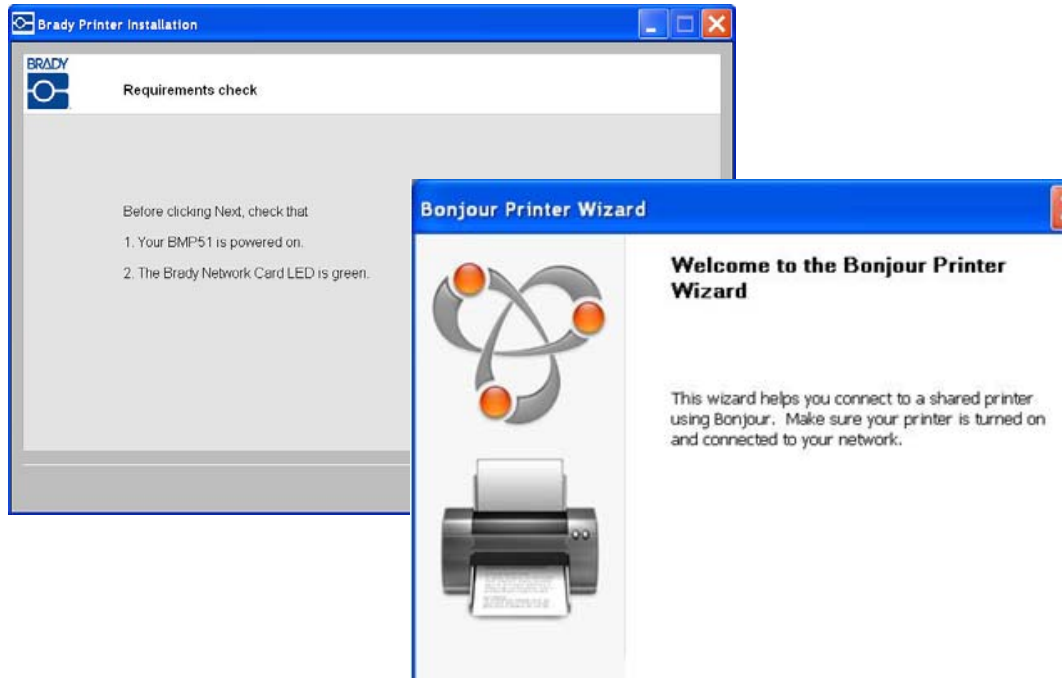 Brady Printer Installation
BRADY
Requirements check
Before clicking Next, check that
1. Your BMP51 is powered on.
2. The Brady Network Card LED is green.
Bonjour Printer Wizard
Welcome to the Bonjour Printer
Wizard
This wizard helps you connect to a shared printer
using Bonjour. Make sure your printer is turned on
and connected to your network.